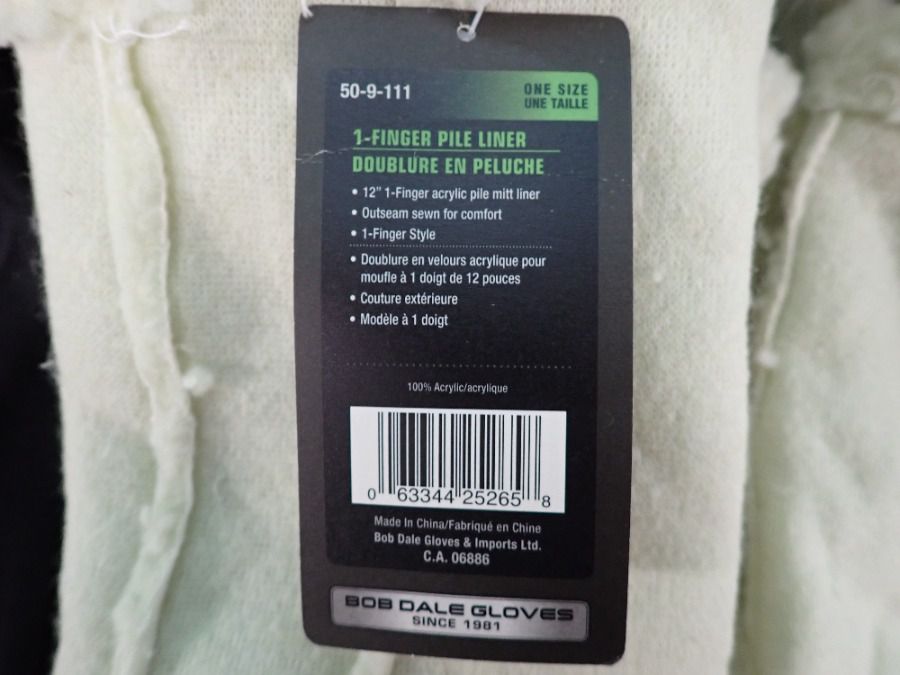 50-9-111
ONE SIZE
UNE TAILLE
1-FINGER PILE LINER
DOUBLURE EN PELUCHE
• 12" 1-Finger acrylic pile mitt liner
• Outseam sewn for comfort
• 1-Finger Style
• Doublure en velours acrylique pour
moufle à 1 doigt de 12 pouces
• Couture extérieure
• Modèle à 1 doigt
100% Acrylic/acrylique
0 63344 25265 8
Made In China/Fabriqué en Chine
Bob Dale Gloves & Imports Ltd.
C.A. 06886
BOB DALE GLOVES
SINCE 1981